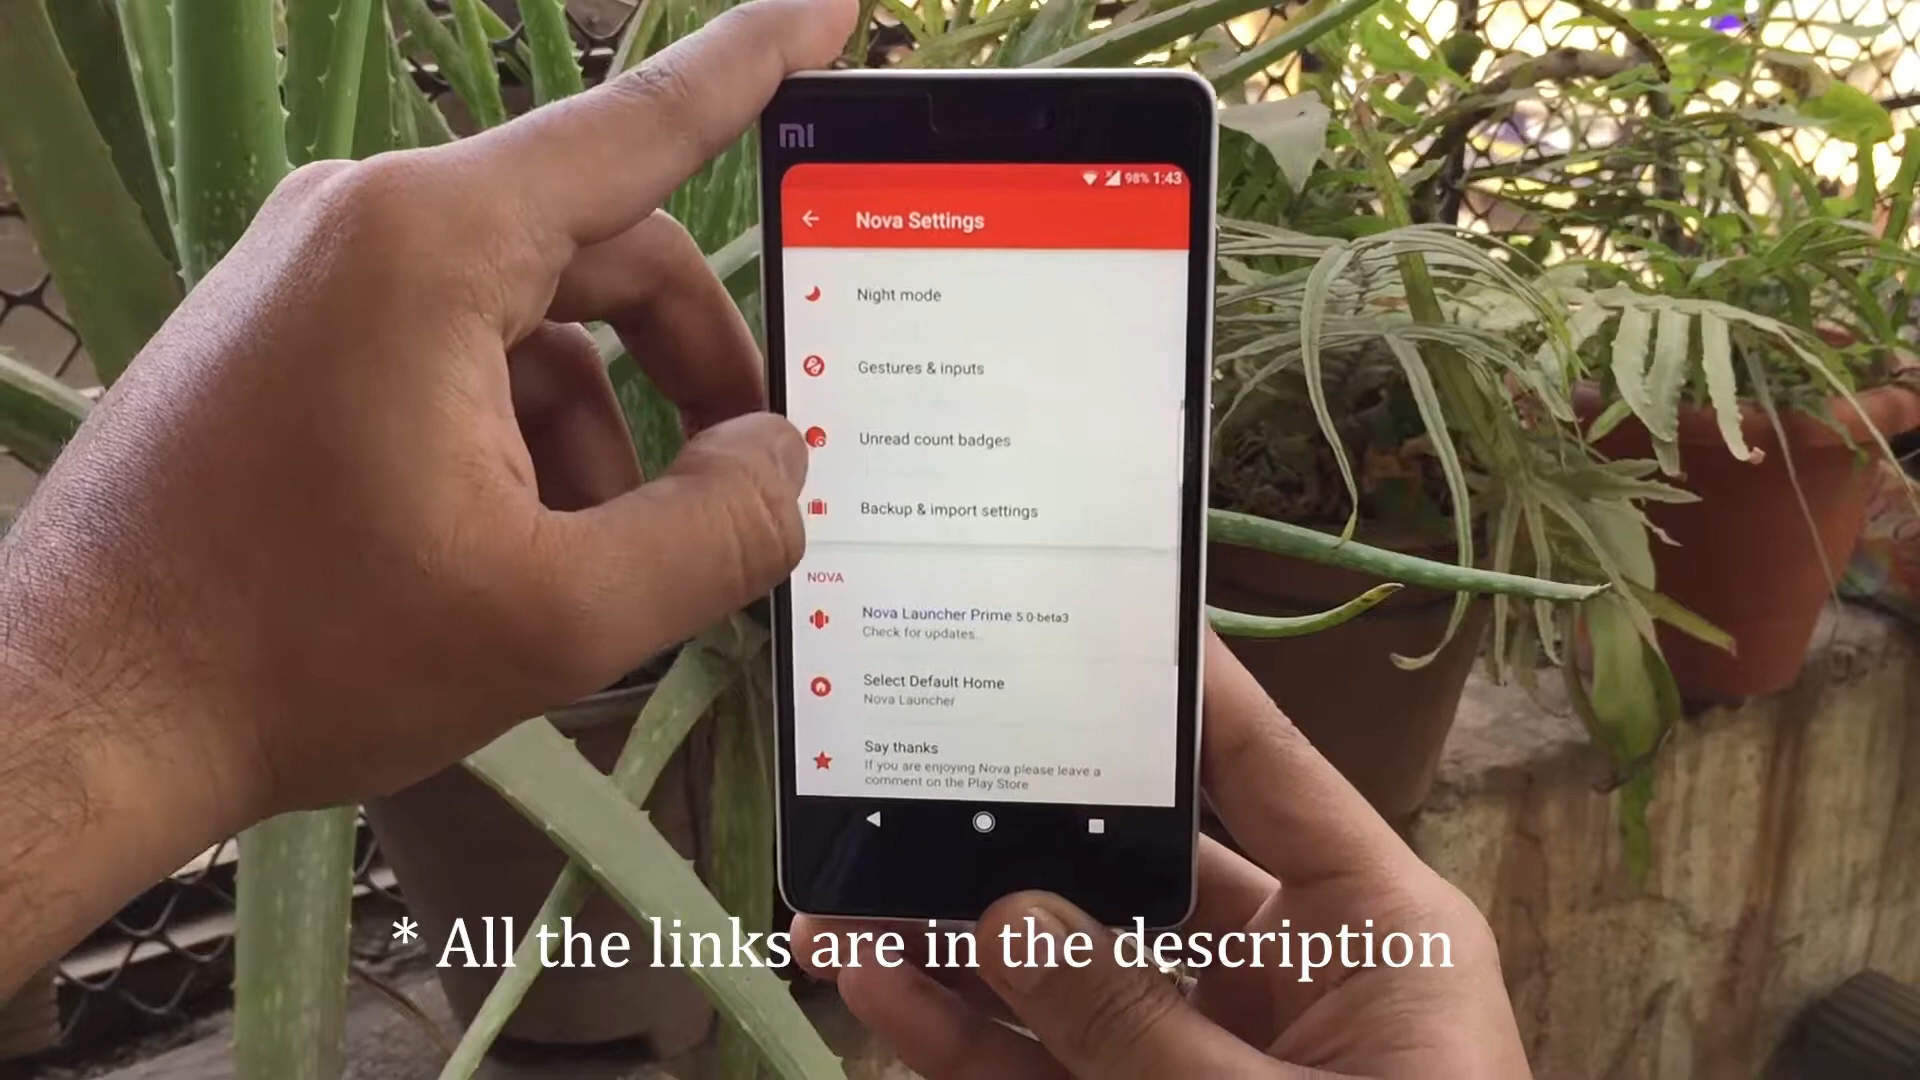 mi
98% 1:43
Nova Settings
Night mode
Gestures & inputs
Unread count badges
Backup & import settings
NOVA
Nova Launcher Prime 5.0-beta3
Check for updates..
Select Default Home
Nova Launcher
Say thanks
If you are enjoying Nova please leave a
comment on the Play Store
* All the links are in the description